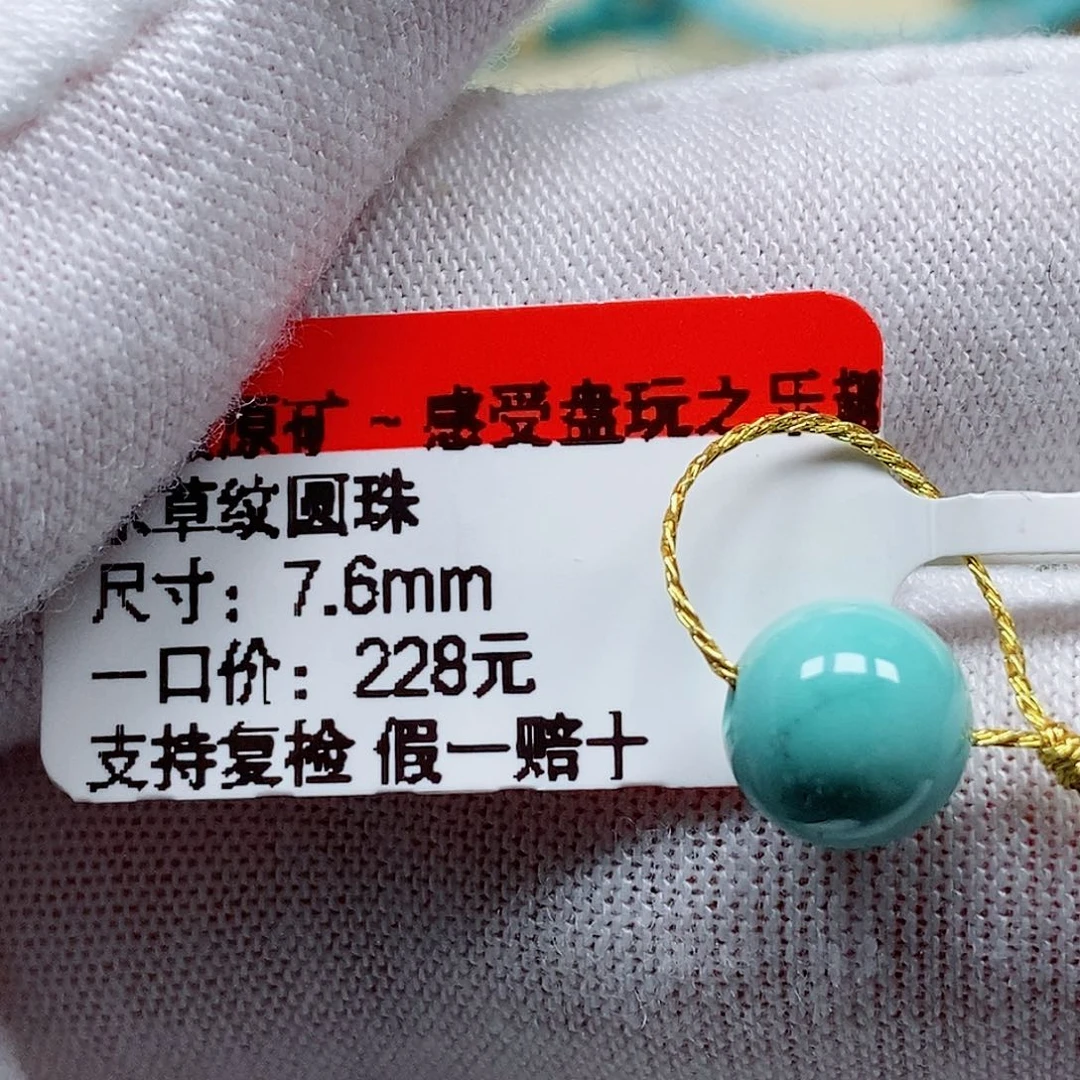 原矿 ~ 感受盘玩之乐趣
草纹圆珠
尺寸：7.6mm
一口价：228元
支持复检 假一赔十